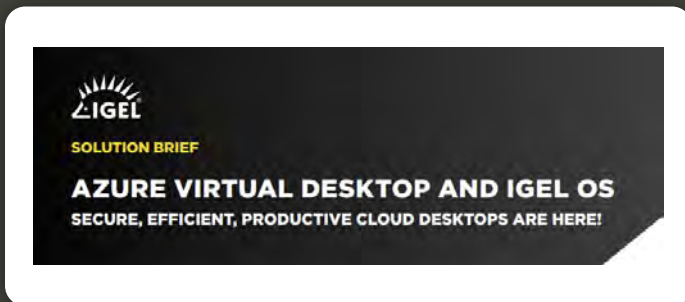 IGEL
SOLUTION BRIEF
AZURE VIRTUAL DESKTOP AND IGEL OS
SECURE, EFFICIENT, PRODUCTIVE CLOUD DESKTOPS ARE HERE!